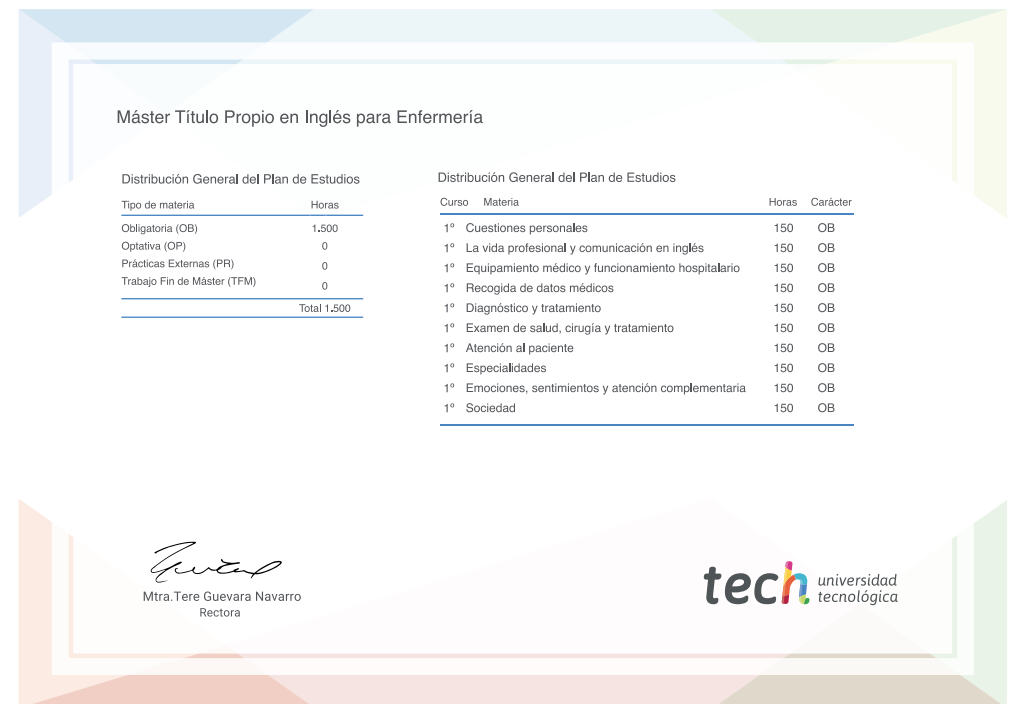 Máster Título Propio en Inglés para Enfermería
Distribución General del Plan de Estudios
Tipo de materia Horas
Obligatoria (OB) 1.500
Optativa (OP) 0
Prácticas Externas (PR) 0
Trabajo Fin de Máster (TFM) 0
Total 1.500
Distribución General del Plan de Estudios
Curso Materia Horas Carácter
1º Cuestiones personales 150 OB
1º La vida profesional y comunicación en inglés 150 OB
1º Equipamiento médico y funcionamiento hospitalario 150 OB
1º Recogida de datos médicos 150 OB
1º Diagnóstico y tratamiento 150 OB
1º Examen de salud, cirugía y tratamiento 150 OB
1º Atención al paciente 150 OB
1º Especialidades 150 OB
1º Emociones, sentimientos y atención complementaria 150 OB
1º Sociedad 150 OB
Mtra.Tere Guevara Navarro
Rectora
tech universidad
tecnológica